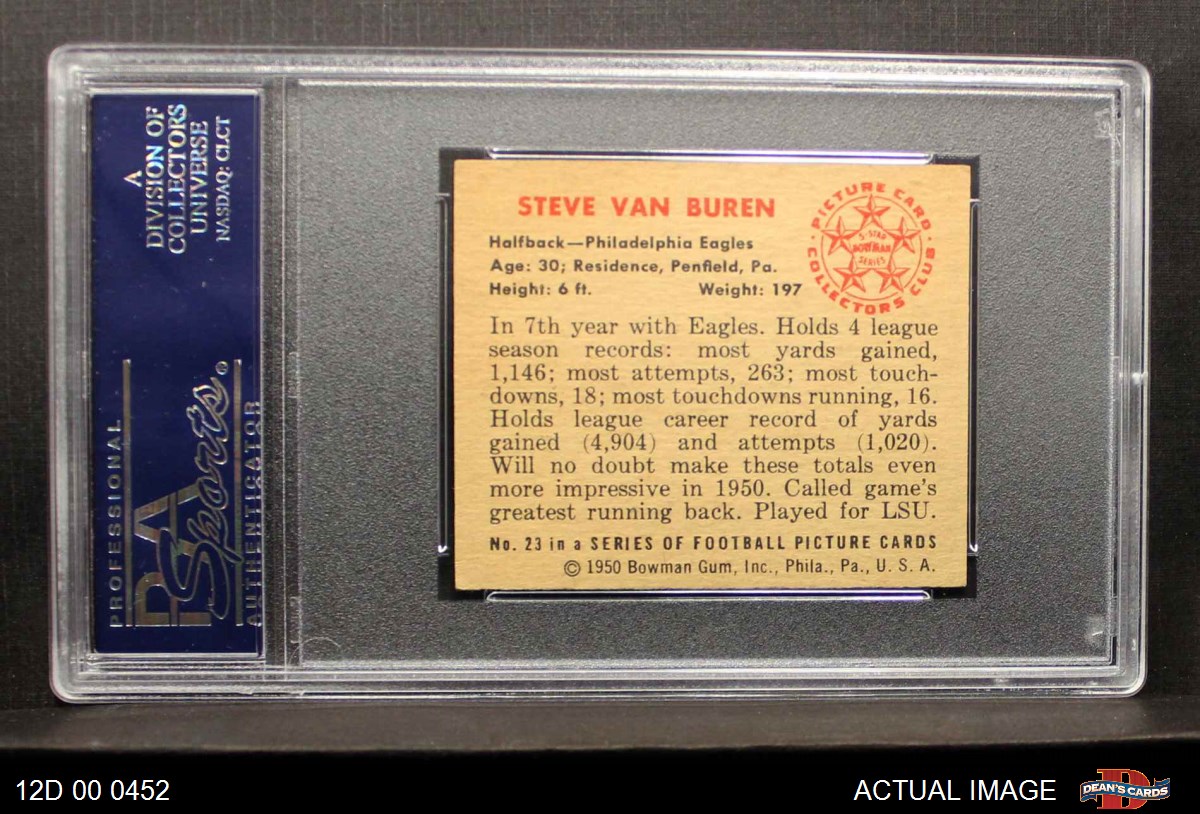 A
DIVISION OF
COLLECTORS
UNIVERSE
NASDAQ: CLCT
PROFESSIONAL
PSA
Sports®
AUTHENTICATOR
STEVE VAN BUREN
PICTURE CARD
COLLECTORS CLUB
5-STAR
BOWMAN
SERIES
Halfback—Philadelphia Eagles
Age: 30; Residence, Penfield, Pa.
Height: 6 ft. Weight: 197
In 7th year with Eagles. Holds 4 league
season records: most yards gained,
1,146; most attempts, 263; most touch-
downs, 18; most touchdowns running, 16.
Holds league career record of yards
gained (4,904) and attempts (1,020).
Will no doubt make these totals even
more impressive in 1950. Called game's
greatest running back. Played for LSU.
No. 23 in a SERIES OF FOOTBALL PICTURE CARDS
© 1950 Bowman Gum, Inc., Phila., Pa., U. S. A.
12D 00 0452
ACTUAL IMAGE
D
DEAN'S CARDS